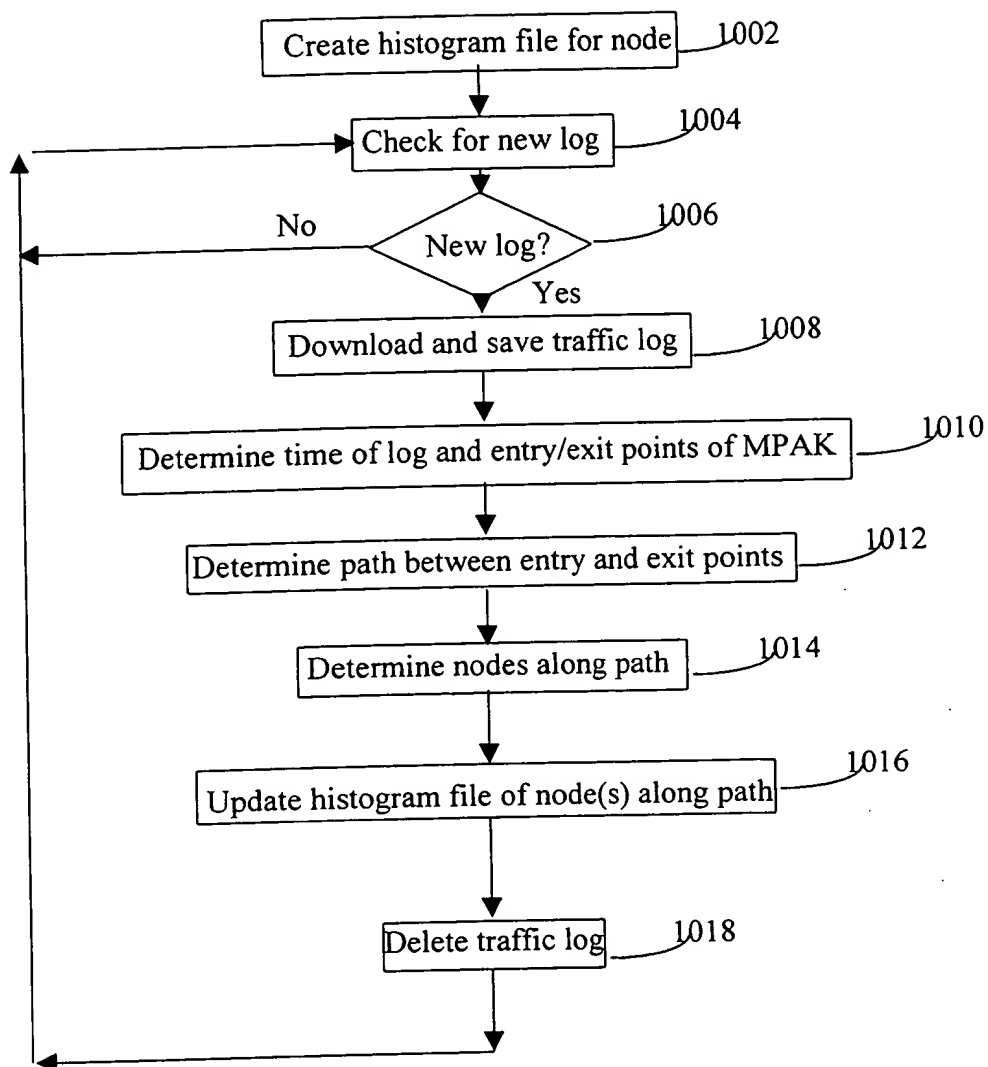 Create histogram file for node
1002
Check for new log
1004
New log?
1006
No
Yes
Download and save traffic log
1008
Determine time of log and entry/exit points of MPAK
1010
Determine path between entry and exit points
1012
Determine nodes along path
1014
Update histogram file of node(s) along path
1016
Delete traffic log
1018